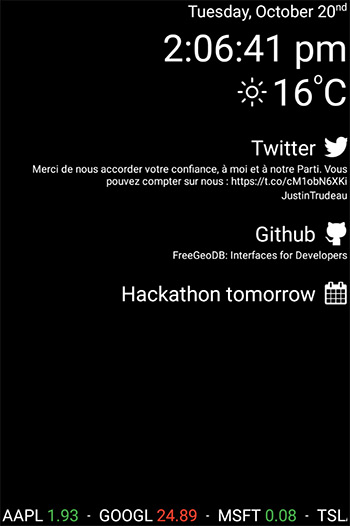 Tuesday, October 20nd
2:06:41 pm
16°C
Twitter
Merci de nous accorder votre confiance, à moi et à notre Parti. Vous
pouvez compter sur nous : https://t.co/cM1obN6XKi
JustinTrudeau
Github
FreeGeoDB: Interfaces for Developers
Hackathon tomorrow
AAPL 1.93 - GOOGL 24.89 - MSFT 0.08 - TSL